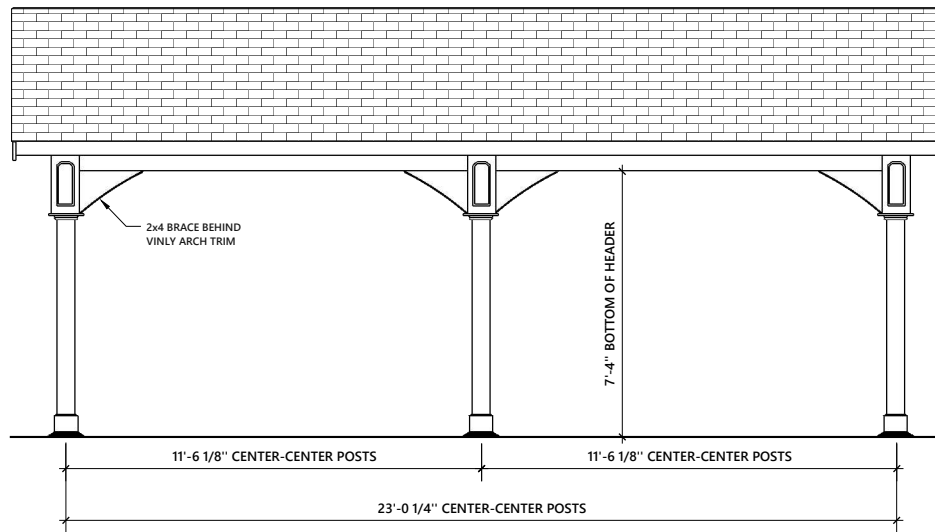 2x4 BRACE BEHIND
VINLY ARCH TRIM
7'-4" BOTTOM OF HEADER
11'-6 1/8" CENTER-CENTER POSTS
11'-6 1/8" CENTER-CENTER POSTS
23'-0 1/4" CENTER-CENTER POSTS